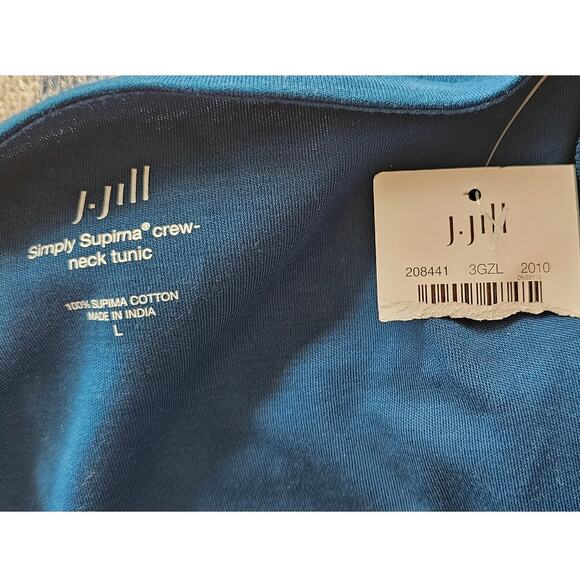 J.Jill
Simply Supima® crew-
neck tunic
100% SUPIMA COTTON
MADE IN INDIA
L
J.Jill
208441 3GZL 2010